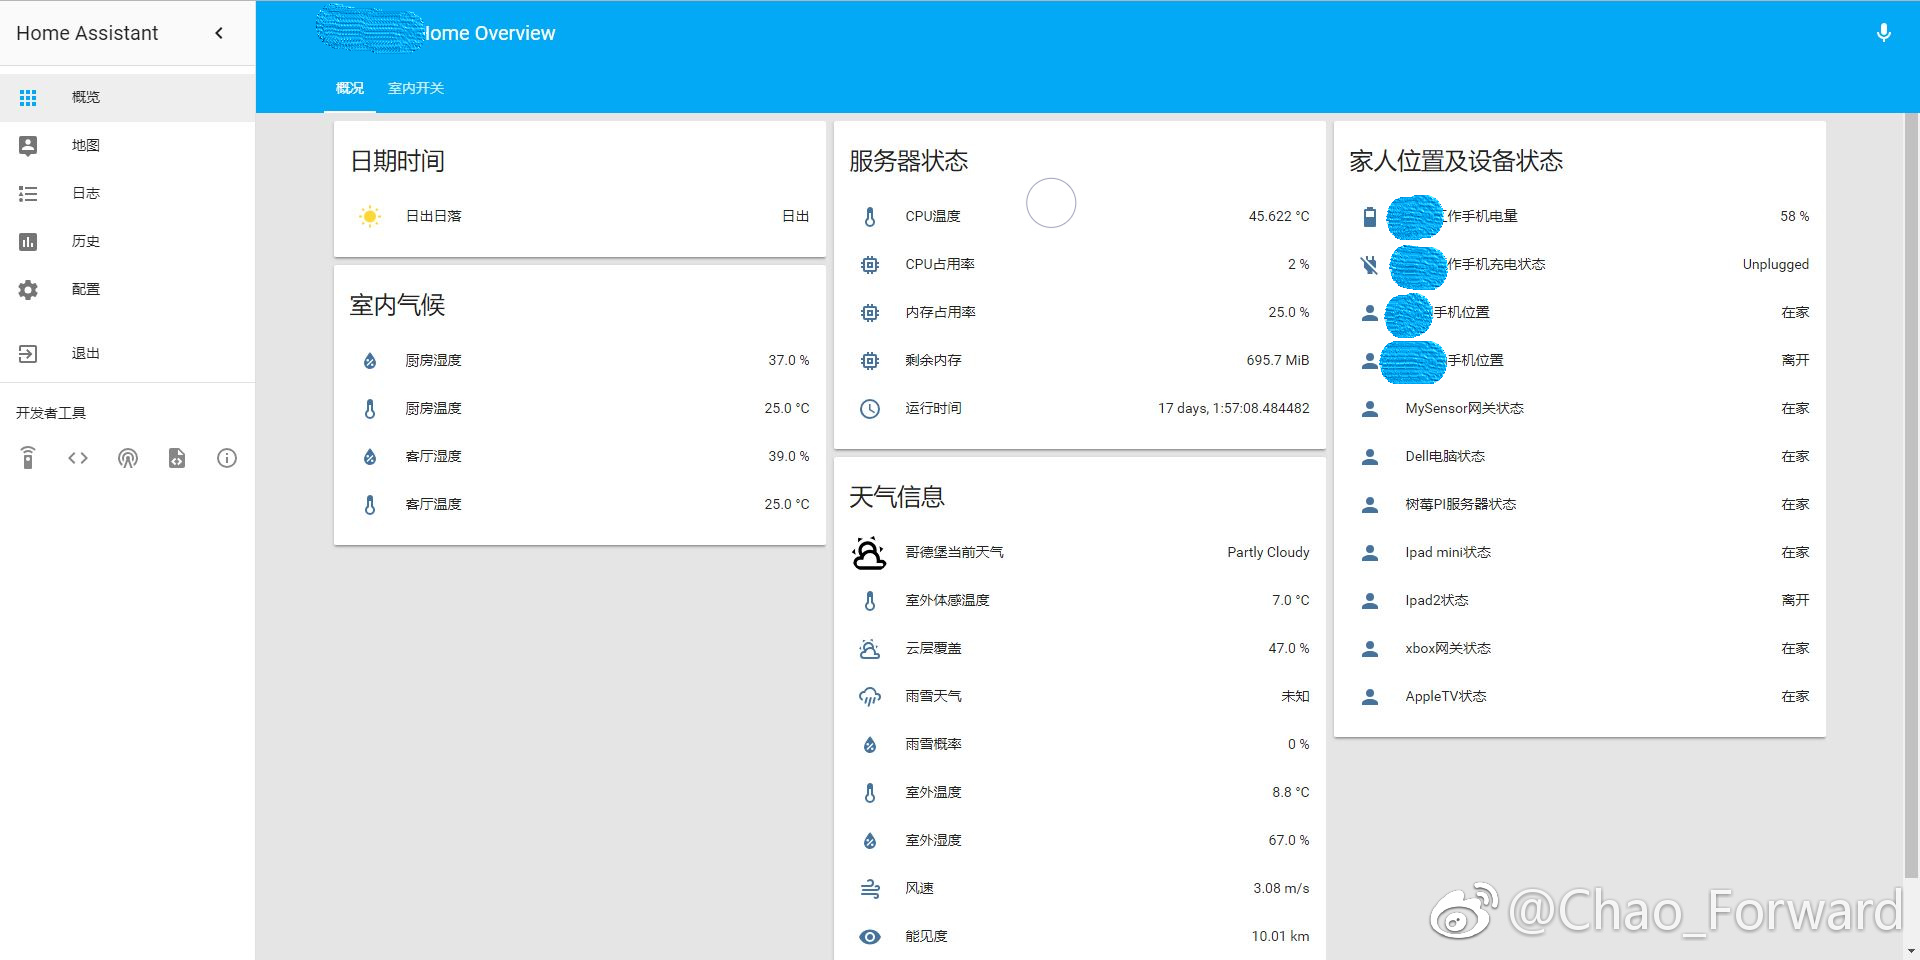 Home Assistant
ome Overview
概况
室内开关
概览
地图
日志
历史
配置
退出
开发者工具
日期时间
日出日落 日出
室内气候
厨房湿度 37.0 %
厨房温度 25.0 °C
客厅湿度 39.0 %
客厅温度 25.0 °C
服务器状态
CPU温度 45.622 °C
CPU占用率 2 %
内存占用率 25.0 %
剩余内存 695.7 MiB
运行时间 17 days, 1:57:08.484482
天气信息
哥德堡当前天气 Partly Cloudy
室外体感温度 7.0 °C
云层覆盖 47.0 %
雨雪天气 未知
雨雪概率 0 %
室外温度 8.8 °C
室外湿度 67.0 %
风速 3.08 m/s
能见度 10.01 km
家人位置及设备状态
作手机电量 58 %
作手机充电状态 Unplugged
手机位置 在家
手机位置 离开
MySensor网关状态 在家
Dell电脑状态 在家
树莓PI服务器状态 在家
Ipad mini状态 在家
Ipad2状态 离开
xbox网关状态 在家
AppleTV状态 在家
@Chao_Forward